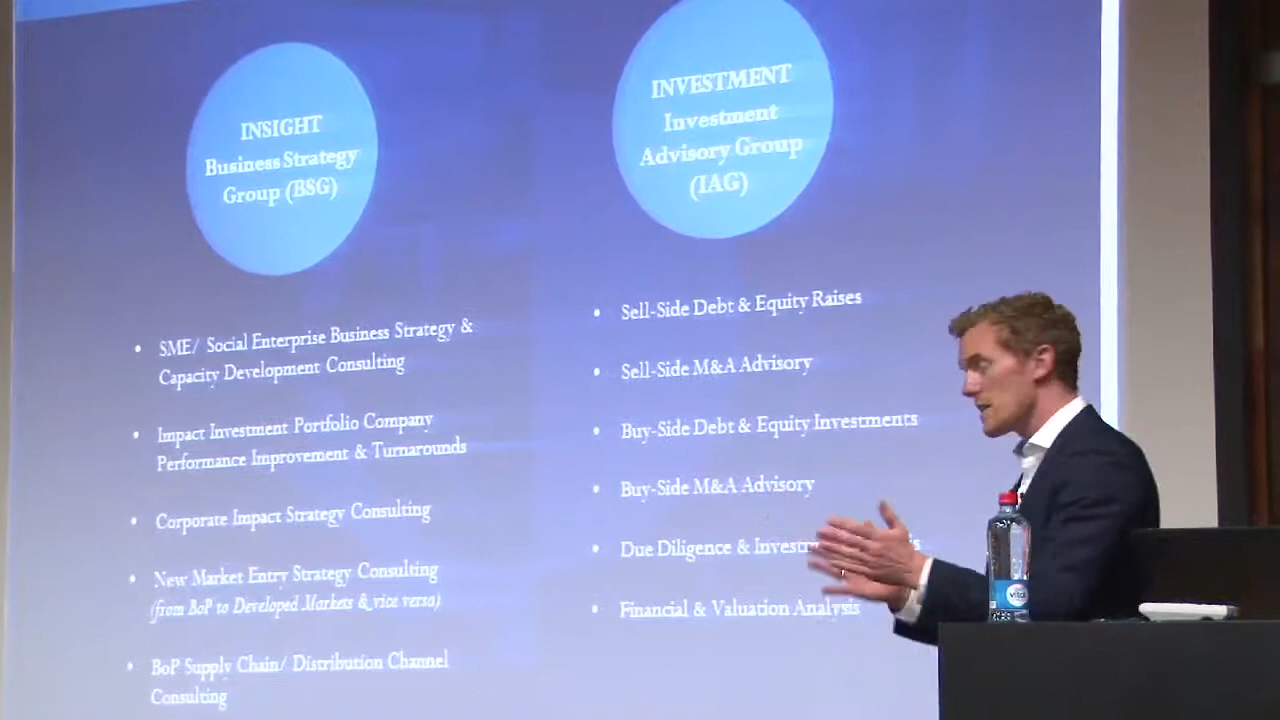 INSIGHT
Business Strategy
Group (BSG)
• SME/ Social Enterprise Business Strategy &
Capacity Development Consulting
• Impact Investment Portfolio Company
Performance Improvement & Turnarounds
• Corporate Impact Strategy Consulting
• New Market Entry Strategy Consulting
(from BoP to Developed Markets & vice versa)
• BoP Supply Chain/ Distribution Channel
Consulting
INVESTMENT
Investment
Advisory Group
(IAG)
• Sell-Side Debt & Equity Raises
• Sell-Side M&A Advisory
• Buy-Side Debt & Equity Investments
• Buy-Side M&A Advisory
• Due Diligence &
• Financial & Valuation Analysis
vital